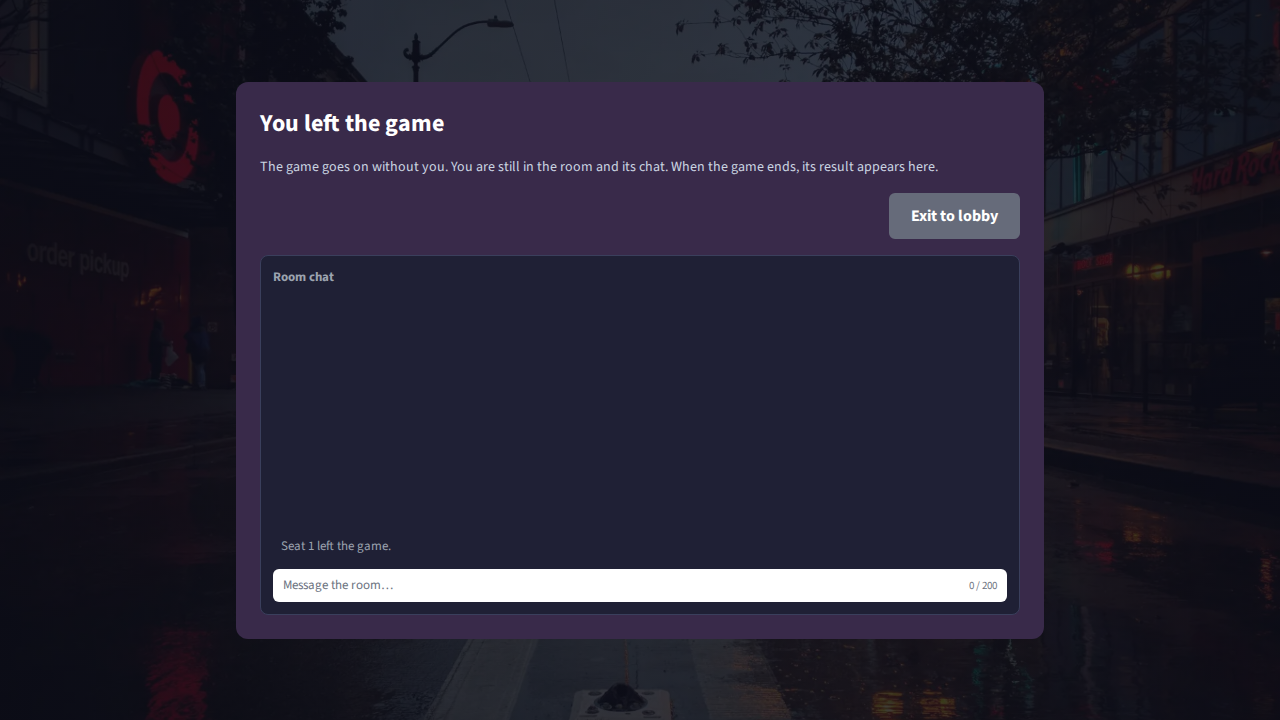 You left the game
The game goes on without you. You are still in the room and its chat. When the game ends, its result appears here.
Exit to lobby
Room chat
Seat 1 left the game.
Message the room…
0 / 200
order pickup
Hard Rock